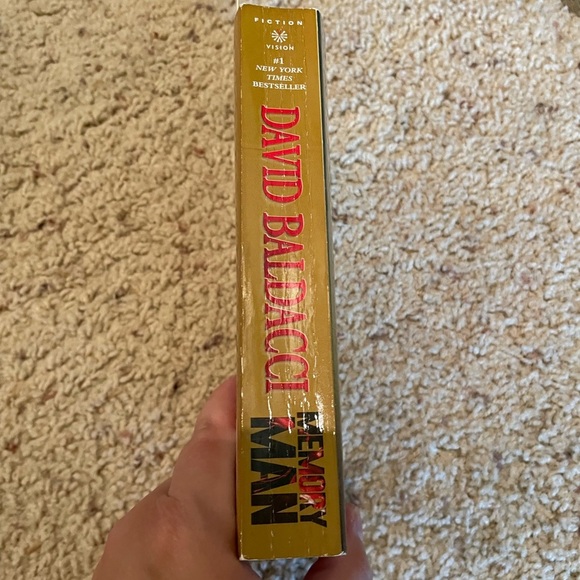 FICTION
VISION
#1
NEW YORK
TIMES
BESTSELLER
DAVID BALDACCI
MEMORY
MAN